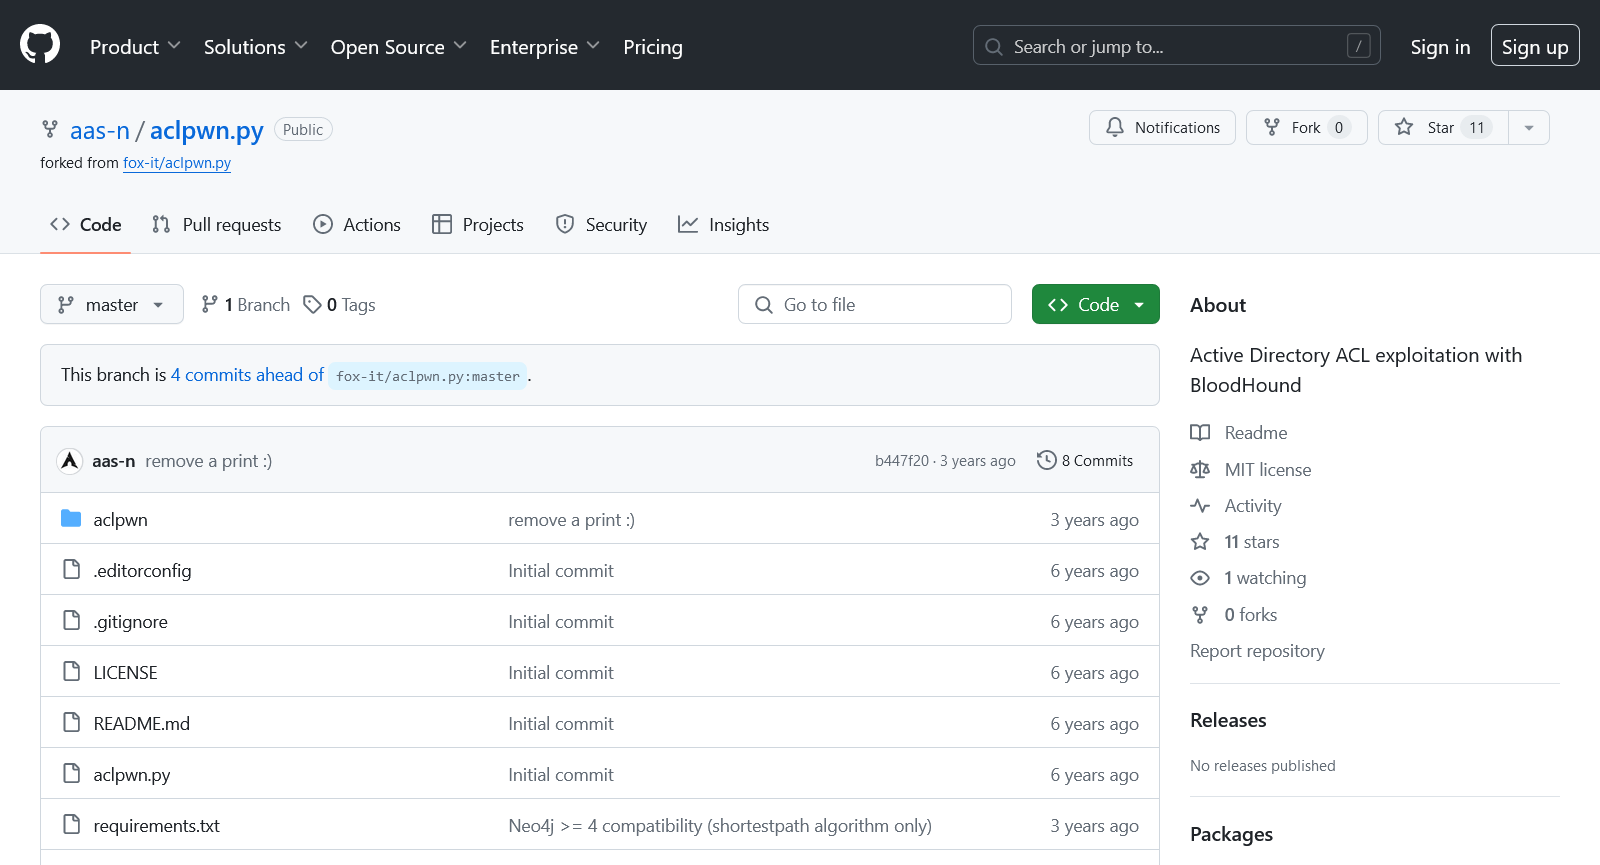 Product Solutions Open Source Enterprise Pricing Search or jump to... / Sign in Sign up
aas-n / aclpwn.py Public Notifications Fork 0 Star 11
forked from fox-it/aclpwn.py
Code Pull requests Actions Projects Security Insights
master 1 Branch 0 Tags Go to file Code
This branch is 4 commits ahead of fox-it/aclpwn.py:master.
aas-n remove a print :) b447f20 · 3 years ago 8 Commits
aclpwn remove a print :) 3 years ago
.editorconfig Initial commit 6 years ago
.gitignore Initial commit 6 years ago
LICENSE Initial commit 6 years ago
README.md Initial commit 6 years ago
aclpwn.py Initial commit 6 years ago
requirements.txt Neo4j >= 4 compatibility (shortestpath algorithm only) 3 years ago
About
Active Directory ACL exploitation with
BloodHound
Readme
MIT license
Activity
11 stars
1 watching
0 forks
Report repository
Releases
No releases published
Packages